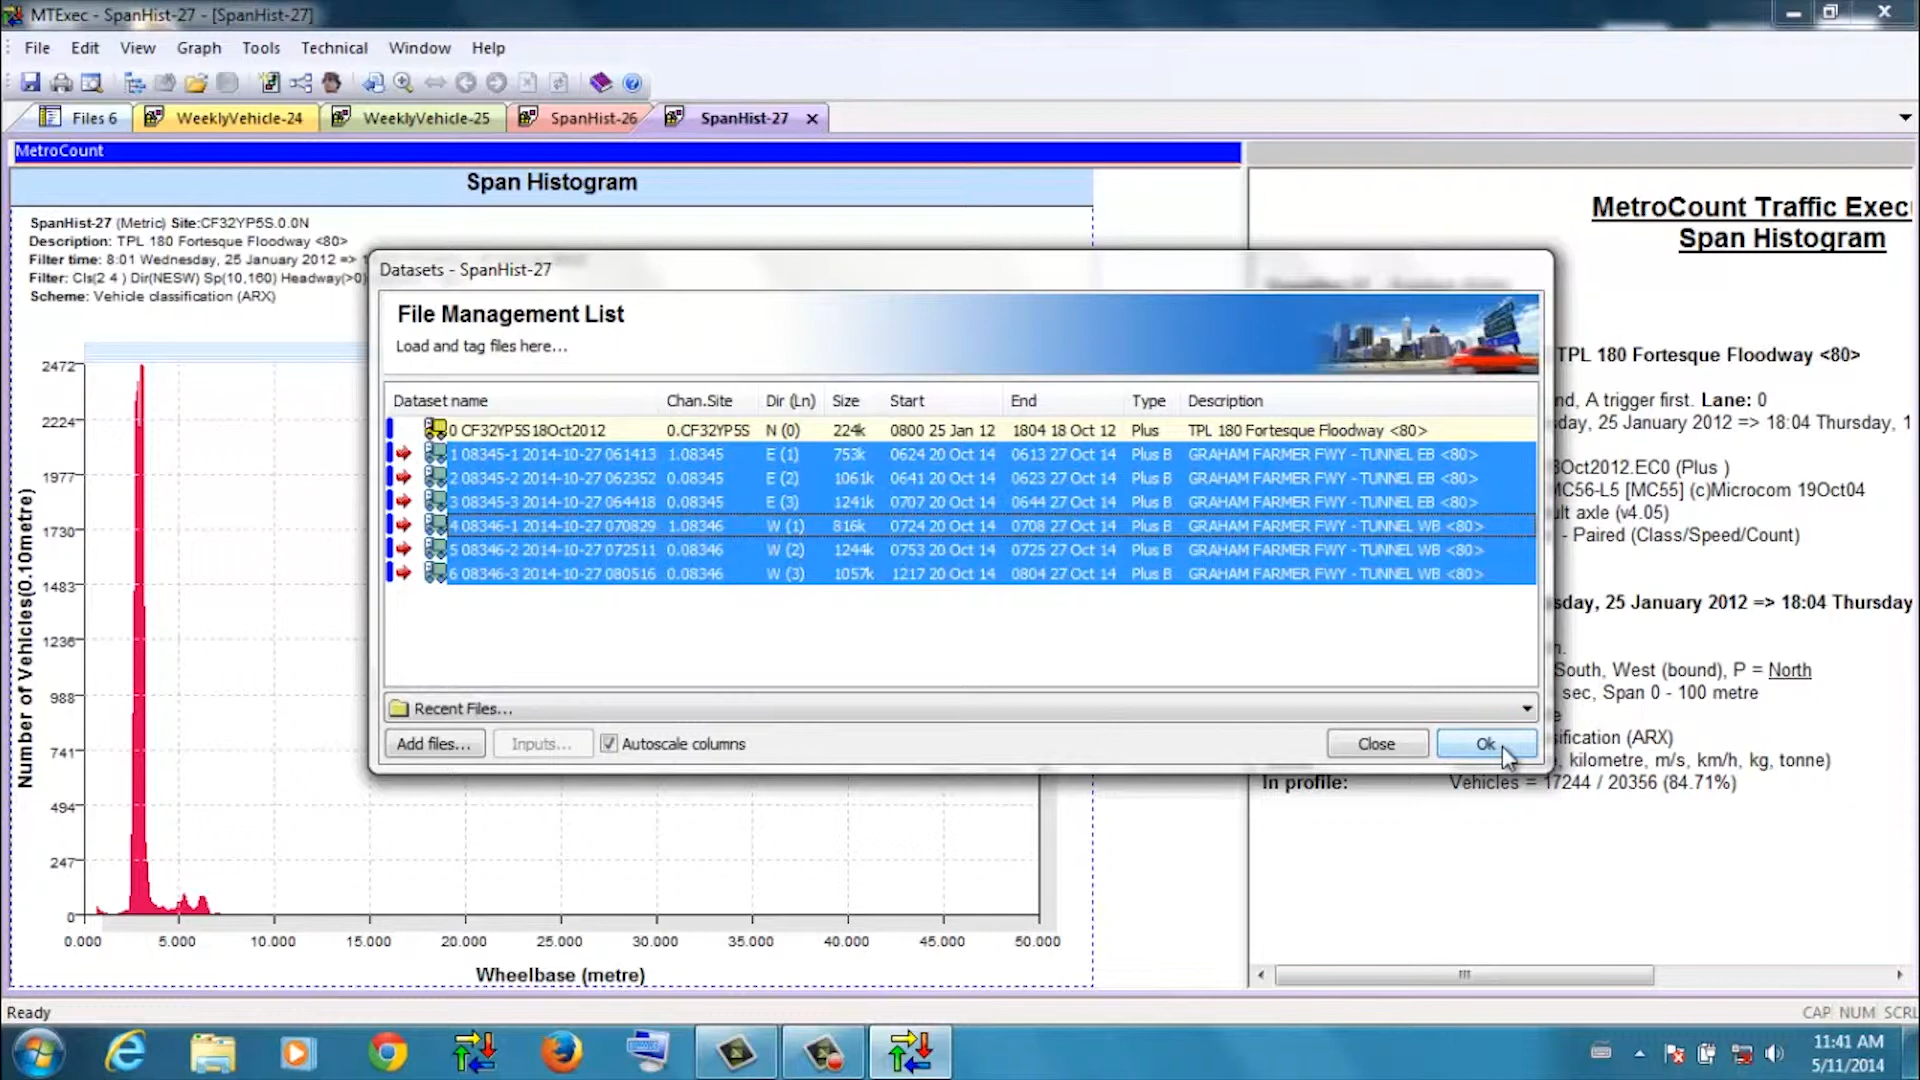 MTExec - SpanHist-27 - [SpanHist-27]
File Edit View Graph Tools Technical Window Help
Files 6 WeeklyVehicle-24 WeeklyVehicle-25 SpanHist-26 SpanHist-27
MetroCount
Span Histogram
SpanHist-27 (Metric) Site:CF32YP5S.0.0N
Description: TPL 180 Fortesque Floodway <80>
Filter time: 8:01 Wednesday, 25 January 2012 =>
Filter: Cls(2 4 ) Dir(NESW) Sp(10,160) Headway(>0)
Scheme: Vehicle classification (ARX)
MetroCount Traffic Exec
Span Histogram
Datasets - SpanHist-27
File Management List
Load and tag files here...
Dataset name Chan.Site Dir (Ln) Size Start End Type Description
0 CF32YP5S18Oct2012 0.CF32YP5S N (0) 224k 0800 25 Jan 12 1804 18 Oct 12 Plus TPL 180 Fortesque Floodway <80>
1 08345-1 2014-10-27 061413 1.08345 E (1) 753k 0624 20 Oct 14 0613 27 Oct 14 Plus B GRAHAM FARMER FWY - TUNNEL EB <80>
2 08345-2 2014-10-27 062352 0.08345 E (2) 1061k 0641 20 Oct 14 0623 27 Oct 14 Plus B GRAHAM FARMER FWY - TUNNEL EB <80>
3 08345-3 2014-10-27 064418 0.08345 E (3) 1241k 0707 20 Oct 14 0644 27 Oct 14 Plus B GRAHAM FARMER FWY - TUNNEL EB <80>
4 08346-1 2014-10-27 070829 1.08346 W (1) 816k 0724 20 Oct 14 0708 27 Oct 14 Plus B GRAHAM FARMER FWY - TUNNEL WB <80>
5 08346-2 2014-10-27 072511 0.08346 W (2) 1244k 0753 20 Oct 14 0725 27 Oct 14 Plus B GRAHAM FARMER FWY - TUNNEL WB <80>
6 08346-3 2014-10-27 080516 0.08346 W (3) 1057k 1217 20 Oct 14 0804 27 Oct 14 Plus B GRAHAM FARMER FWY - TUNNEL WB <80>
Recent Files...
Add files... Inputs... Autoscale columns Close Ok
TPL 180 Fortesque Floodway <80>
nd, A trigger first. Lane: 0
day, 25 January 2012 => 18:04 Thursday, 1
8Oct2012.EC0 (Plus )
MC56-L5 [MC55] (c)Microcom 19Oct04
ult axle (v4.05)
- Paired (Class/Speed/Count)
sday, 25 January 2012 => 18:04 Thursday
South, West (bound), P = North
sec, Span 0 - 100 metre
sification (ARX)
, kilometre, m/s, km/h, kg, tonne)
In profile: Vehicles = 17244 / 20356 (84.71%)
Number of Vehicles(0.10metre)
2472
2224
1977
1730
1483
1236
988
741
494
247
0
0.000 5.000 10.000 15.000 20.000 25.000 30.000 35.000 40.000 45.000 50.000
Wheelbase (metre)
Ready CAP NUM SCRL
11:41 AM
5/11/2014